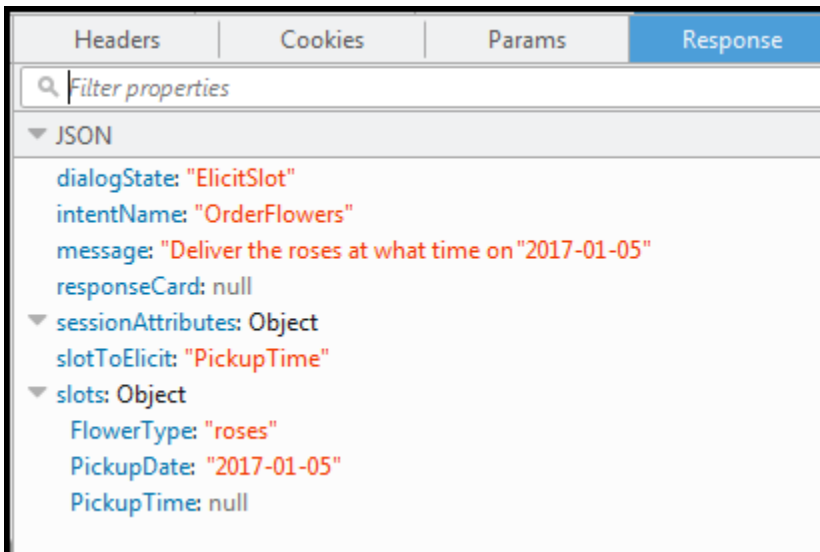 Headers Cookies Params Response
Filter properties
JSON
dialogState: "ElicitSlot"
intentName: "OrderFlowers"
message: "Deliver the roses at what time on "2017-01-05"
responseCard: null
sessionAttributes: Object
slotToElicit: "PickupTime"
slots: Object
FlowerType: "roses"
PickupDate: "2017-01-05"
PickupTime: null